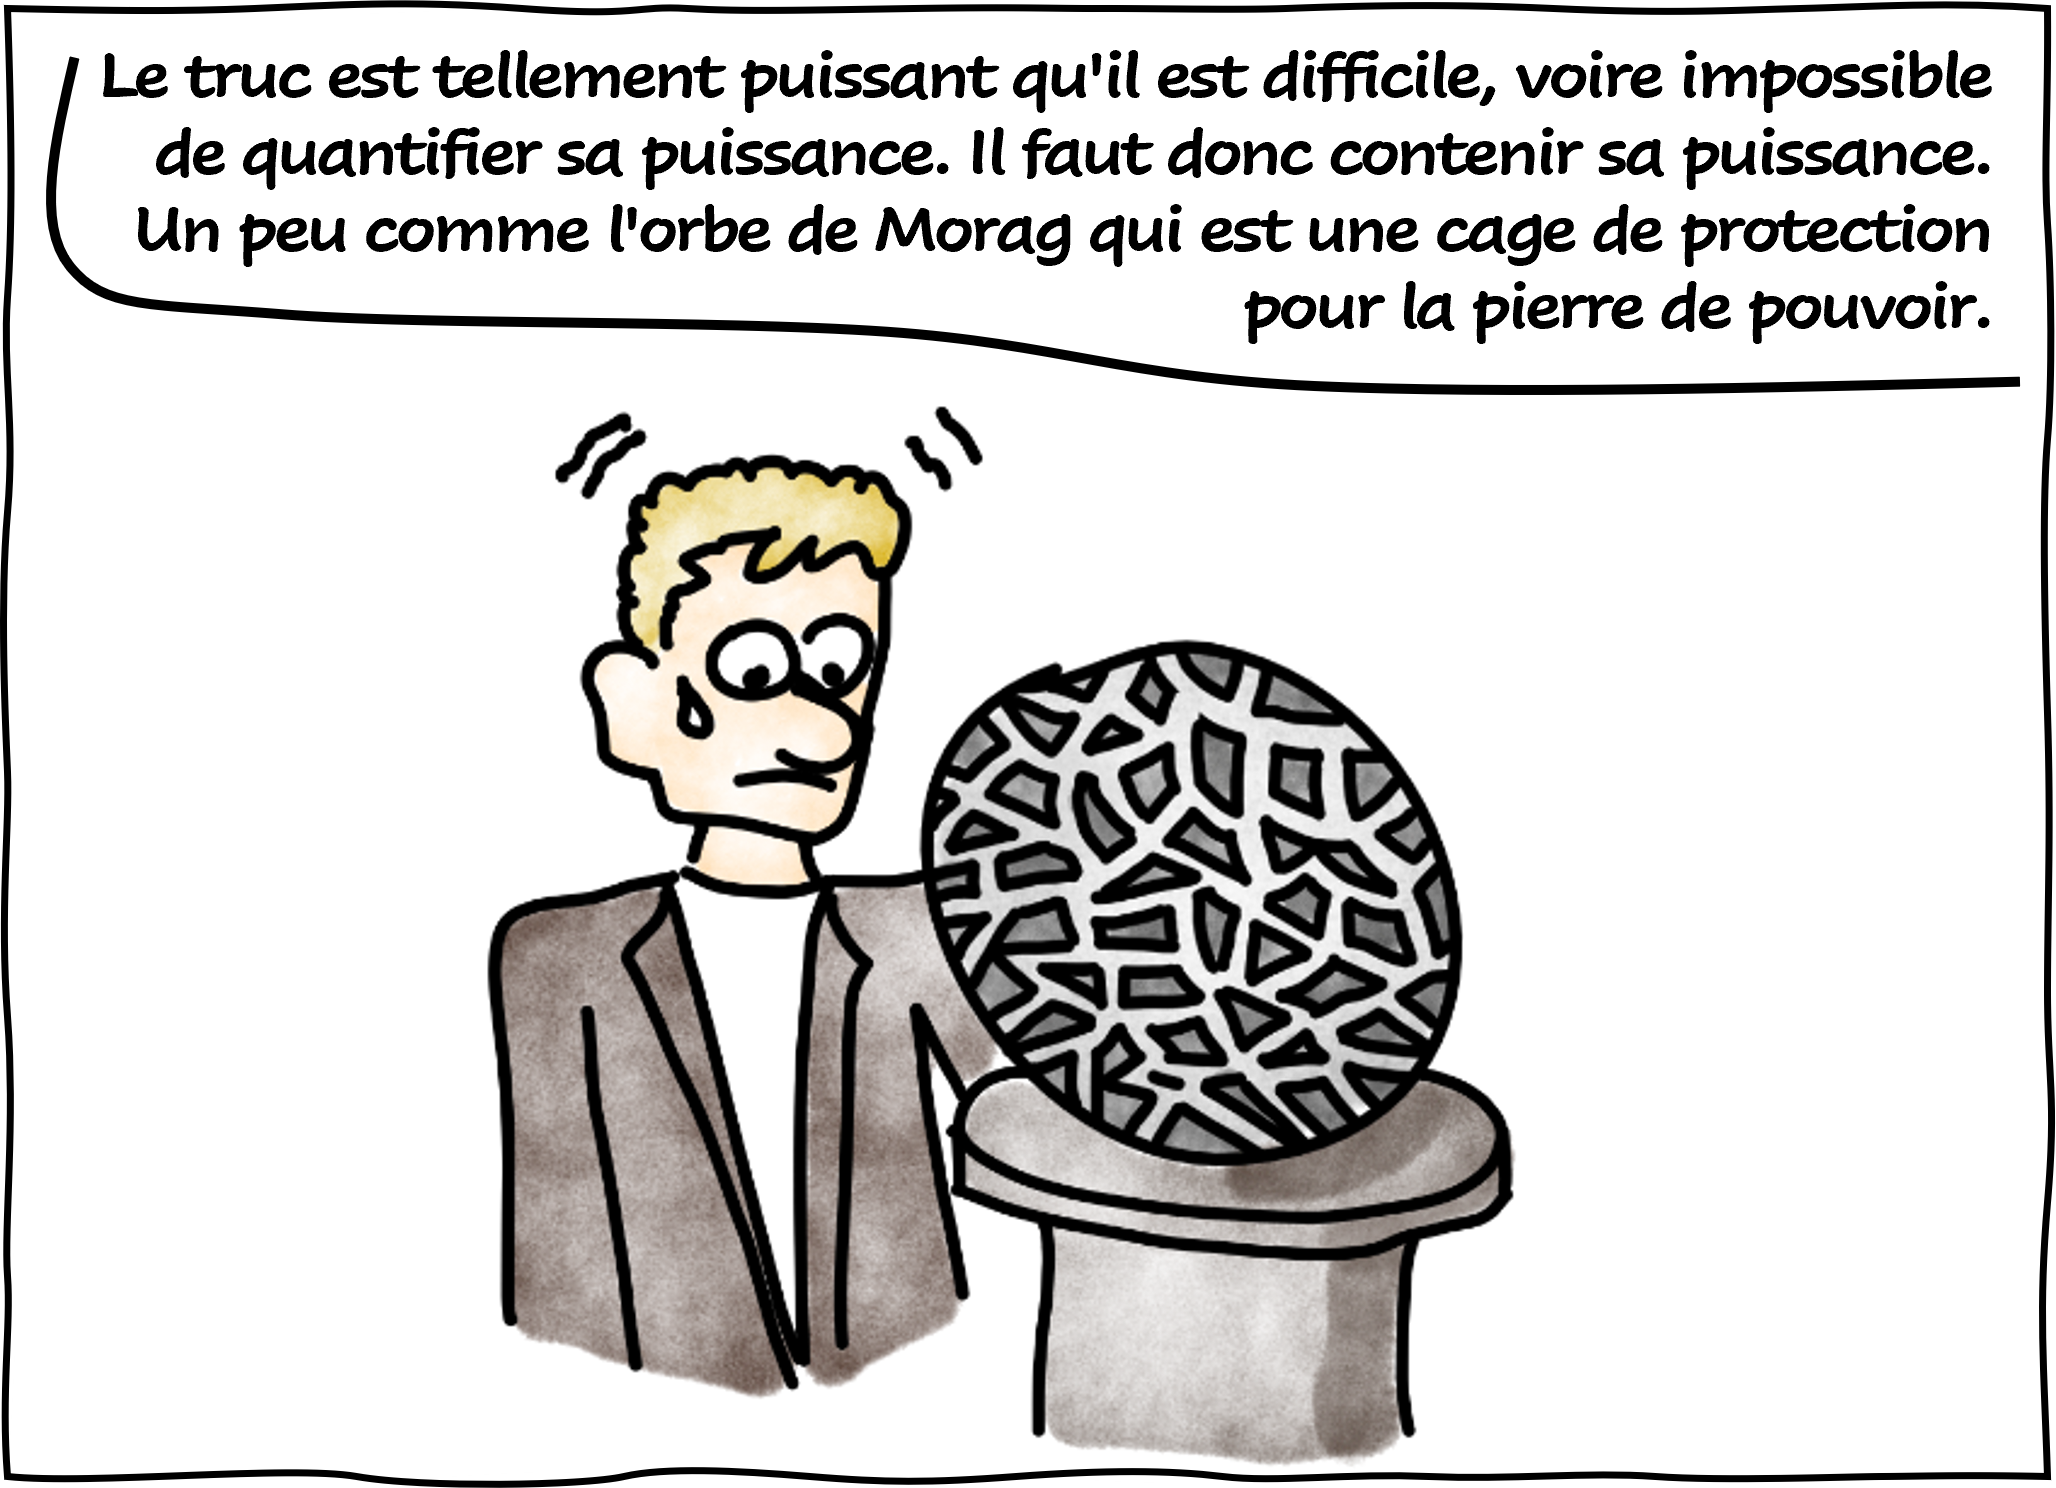 Le truc est tellement puissant qu'il est difficile, voire impossible
de quantifier sa puissance. Il faut donc contenir sa puissance.
Un peu comme l'orbe de Morag qui est une cage de protection
pour la pierre de pouvoir.